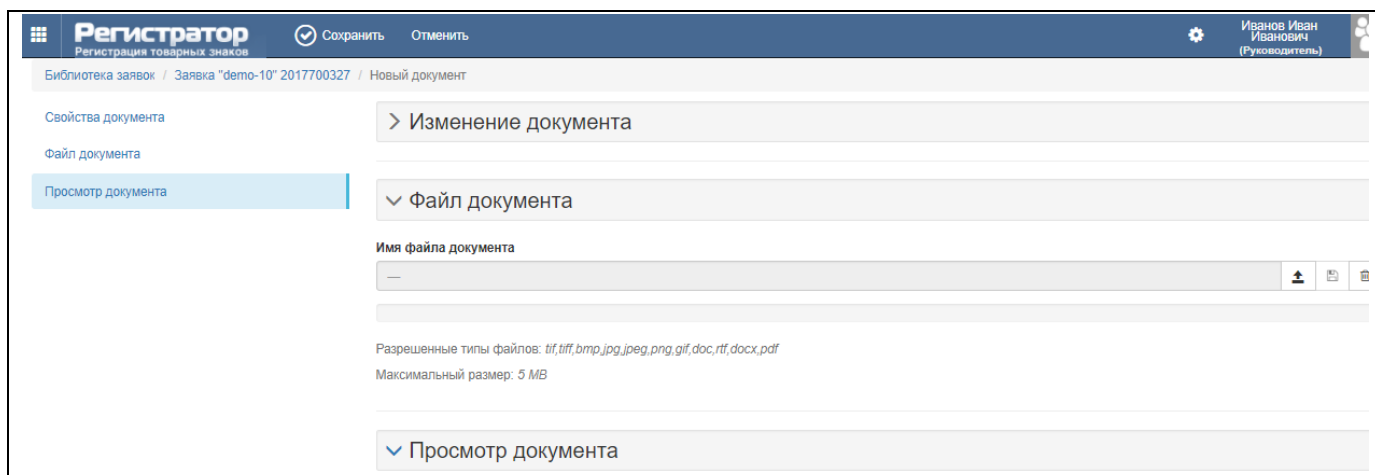 Регистратор
Регистрация товарных знаков
Сохранить Отменить
Иванов Иван
Иванович
(Руководитель)
Библиотека заявок / Заявка "demo-10" 2017700327 / Новый документ
Свойства документа
Файл документа
Просмотр документа
Изменение документа
Файл документа
Имя файла документа
—
Разрешенные типы файлов: tif,tiff,bmp,jpg,jpeg,png,gif,doc,rtf,docx,pdf
Максимальный размер: 5 MB
Просмотр документа